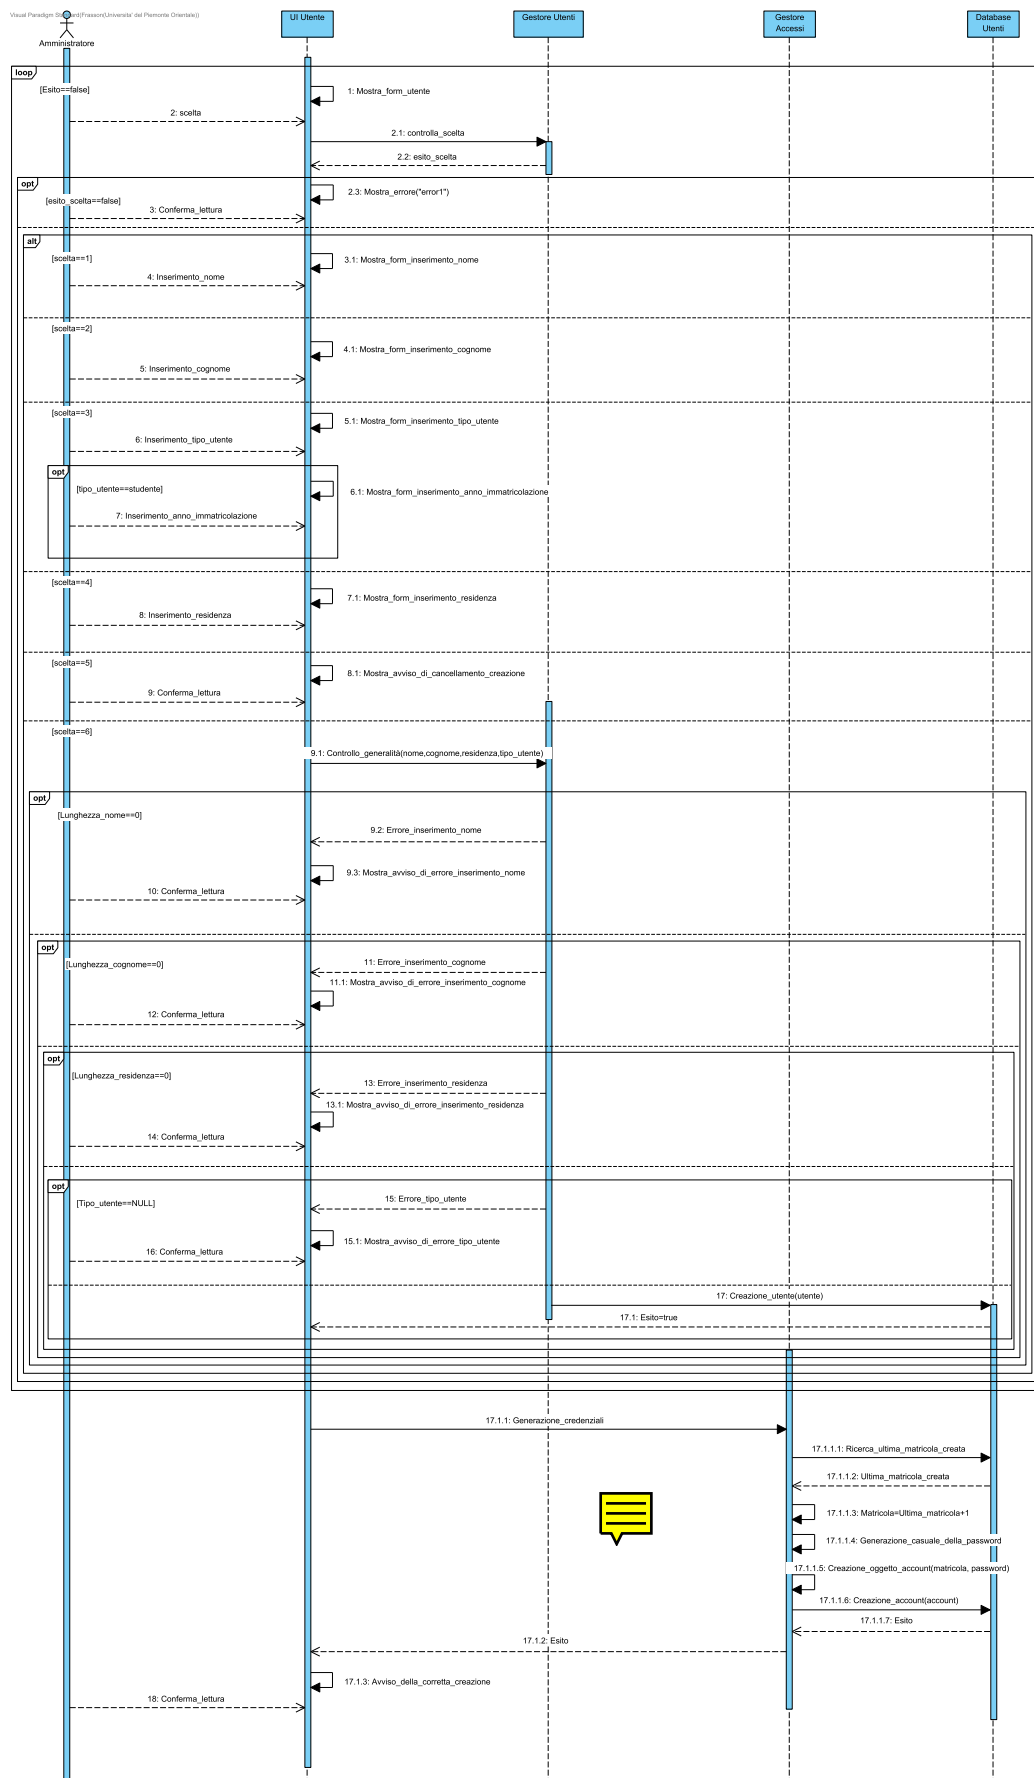 Visual Paradigm Standard(Frasson(Universita' del Piemonte Orientale))
Amministratore
UI Utente
Gestore Utenti
Gestore
Accessi
Database
Utenti
loop
[Esito==false]
1: Mostra_form_utente
2: scelta
2.1: controlla_scelta
2.2: esito_scelta
opt
[esito_scelta==false]
2.3: Mostra_errore("error1")
3: Conferma_lettura
alt
[scelta==1]
3.1: Mostra_form_inserimento_nome
4: Inserimento_nome
[scelta==2]
4.1: Mostra_form_inserimento_cognome
5: Inserimento_cognome
[scelta==3]
5.1: Mostra_form_inserimento_tipo_utente
6: Inserimento_tipo_utente
opt
[tipo_utente==studente]
6.1: Mostra_form_inserimento_anno_immatricolazione
7: Inserimento_anno_immatricolazione
[scelta==4]
7.1: Mostra_form_inserimento_residenza
8: Inserimento_residenza
[scelta==5]
8.1: Mostra_avviso_di_cancellamento_creazione
9: Conferma_lettura
[scelta==6]
9.1: Controllo_generalità(nome,cognome,residenza,tipo_utente)
opt
[Lunghezza_nome==0]
9.2: Errore_inserimento_nome
9.3: Mostra_avviso_di_errore_inserimento_nome
10: Conferma_lettura
opt
[Lunghezza_cognome==0]
11: Errore_inserimento_cognome
11.1: Mostra_avviso_di_errore_inserimento_cognome
12: Conferma_lettura
opt
[Lunghezza_residenza==0]
13: Errore_inserimento_residenza
13.1: Mostra_avviso_di_errore_inserimento_residenza
14: Conferma_lettura
opt
[Tipo_utente==NULL]
15: Errore_tipo_utente
15.1: Mostra_avviso_di_errore_tipo_utente
16: Conferma_lettura
17: Creazione_utente(utente)
17.1: Esito=true
17.1.1: Generazione_credenziali
17.1.1.1: Ricerca_ultima_matricola_creata
17.1.1.2: Ultima_matricola_creata
17.1.1.3: Matricola=Ultima_matricola+1
17.1.1.4: Generazione_casuale_della_password
17.1.1.5: Creazione_oggetto_account(matricola, password)
17.1.1.6: Creazione_account(account)
17.1.1.7: Esito
17.1.2: Esito
17.1.3: Avviso_della_corretta_creazione
18: Conferma_lettura